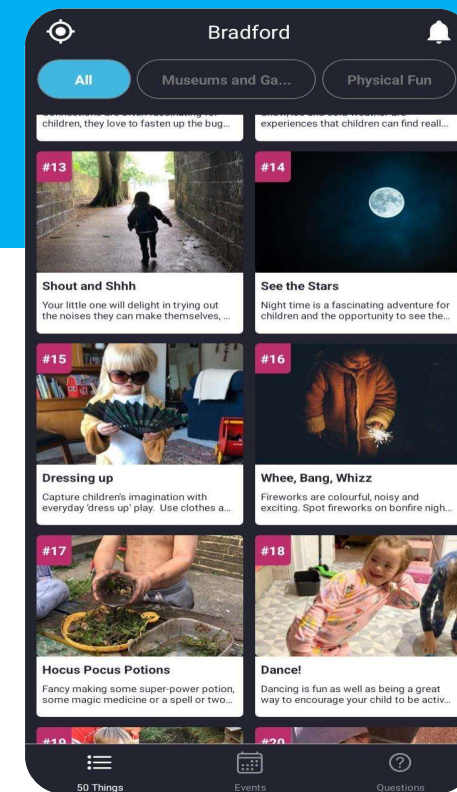 Bradford
All
Museums and Ga...
Physical Fun
children, they love to fasten up the bug...
experiences that children can find reall...
#13
#14
Shout and Shhh
Your little one will delight in trying out
the noises they can make themselves, ...
See the Stars
Night time is a fascinating adventure for
children and the opportunity to see the...
#15
#16
Dressing up
Capture children's imagination with
everyday 'dress up' play. Use clothes a...
Whee, Bang, Whizz
Fireworks are colourful, noisy and
exciting. Spot fireworks on bonfire nigh...
#17
#18
Hocus Pocus Potions
Fancy making some super-power potion,
some magic medicine or a spell or two...
Dance!
Dancing is fun as well as being a great
way to encourage your child to be activ...
#19
#20
50 Things
Events
Questions